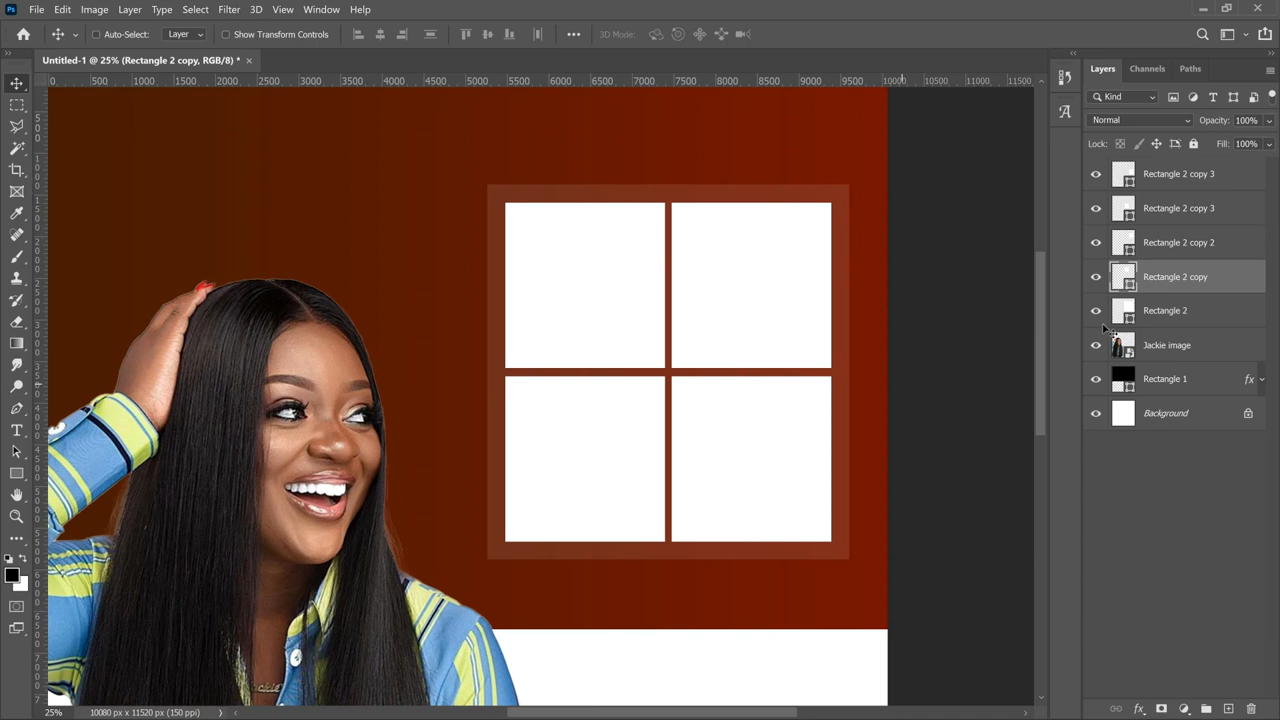 Ps File Edit Image Layer Type Select Filter 3D View Window Help
Auto-Select: Layer Show Transform Controls 3D Mode:
Untitled-1 @ 25% (Rectangle 2 copy, RGB/8) *
0 500 1000 1500 2000 2500 3000 3500 4000 4500 5000 5500 6000 6500 7000 7500 8000 8500 9000 9500 10000 10500 11000 11500
Layers Channels Paths
Kind
Normal Opacity: 100%
Lock: Fill: 100%
Rectangle 2 copy 3
Rectangle 2 copy 3
Rectangle 2 copy 2
Rectangle 2 copy
Rectangle 2
Jackie image
Rectangle 1 fx
Background
25% 10080 px x 11520 px (150 ppi)